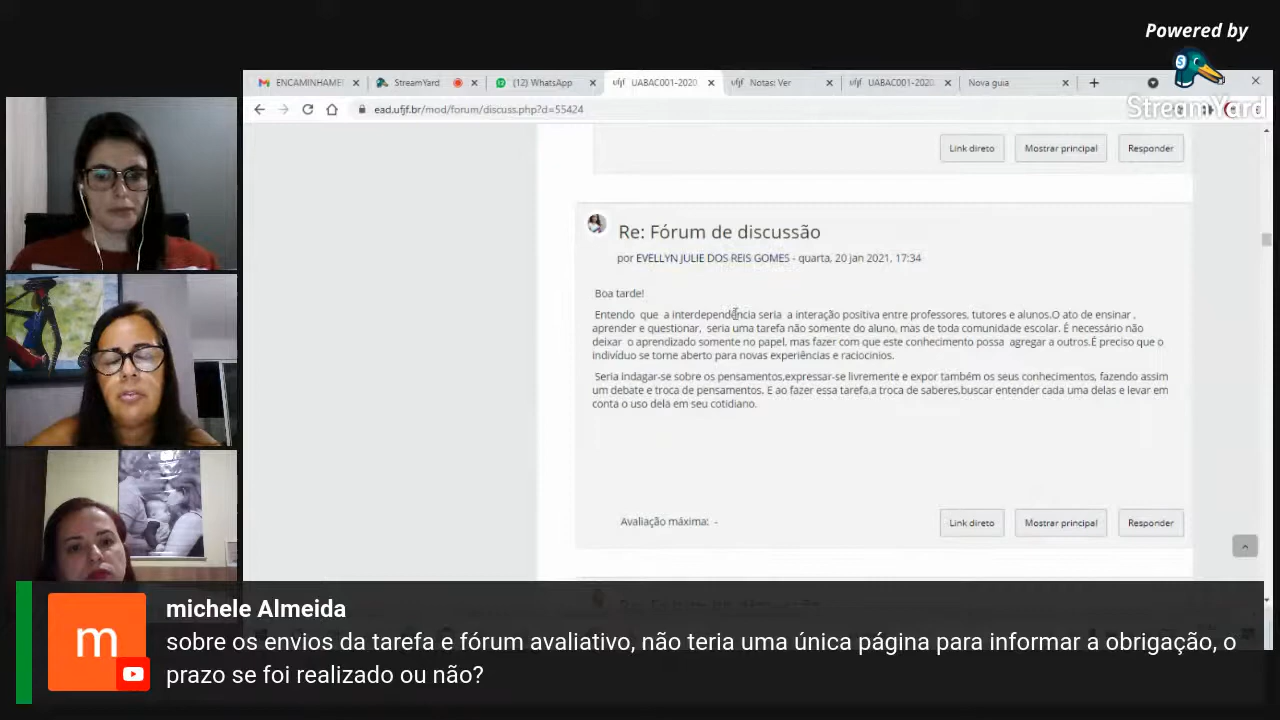 Powered by
StreamYard
ENCAMINHAME
StreamYard
(12) WhatsApp
ufjf UABAC001-2020
ufjf Notas: Ver
ufjf UABAC001-2020
Nova guia
ead.ufjf.br/mod/forum/discuss.php?d=55424
Link direto
Mostrar principal
Responder
Re: Fórum de discussão
por EVELLYN JULIE DOS REIS GOMES - quarta, 20 jan 2021, 17:34
Boa tarde!
Entendo que a interdependência seria a interação positiva entre professores, tutores e alunos.O ato de ensinar ,
aprender e questionar, seria uma tarefa não somente do aluno, mas de toda comunidade escolar. É necessário não
deixar o aprendizado somente no papel, mas fazer com que este conhecimento possa agregar a outros.É preciso que o
indivíduo se torne aberto para novas experiências e raciocinios.
Seria indagar-se sobre os pensamentos,expressar-se livremente e expor também os seus conhecimentos, fazendo assim
um debate e troca de pensamentos. E ao fazer essa tarefa,a troca de saberes,buscar entender cada uma delas e levar em
conta o uso dela em seu cotidiano.
Avaliação máxima: -
Link direto
Mostrar principal
Responder
m
michele Almeida
sobre os envios da tarefa e fórum avaliativo, não teria uma única página para informar a obrigação, o
prazo se foi realizado ou não?